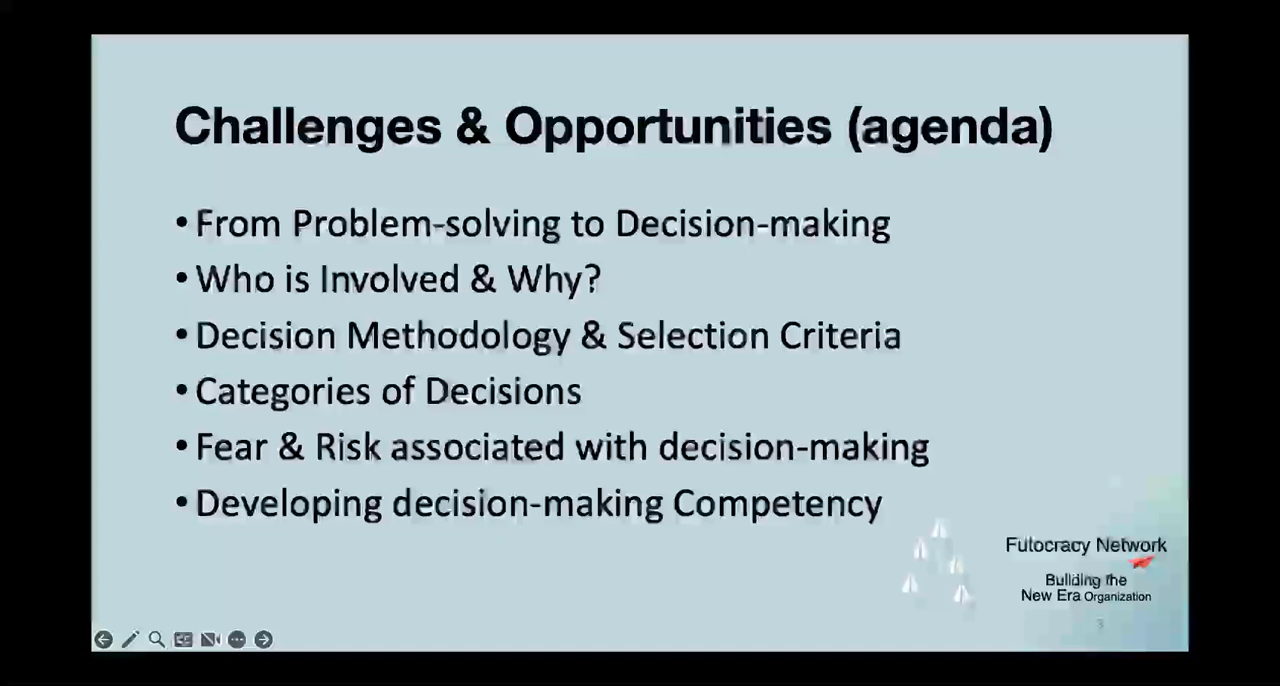 Challenges & Opportunities (agenda)
• From Problem-solving to Decision-making
• Who is Involved & Why?
• Decision Methodology & Selection Criteria
• Categories of Decisions
• Fear & Risk associated with decision-making
• Developing decision-making Competency
Futocracy Network
Building the
New Era Organization
3